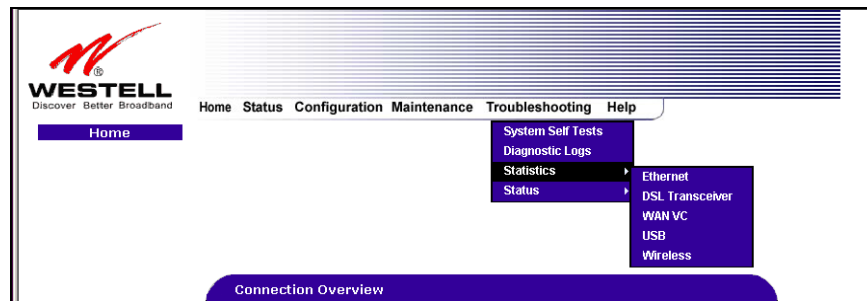 ®
WESTELL
Discover Better Broadband
Home Status Configuration Maintenance Troubleshooting Help
Home
System Self Tests
Diagnostic Logs
Statistics
Status
Ethernet
DSL Transceiver
WAN VC
USB
Wireless
Connection Overview